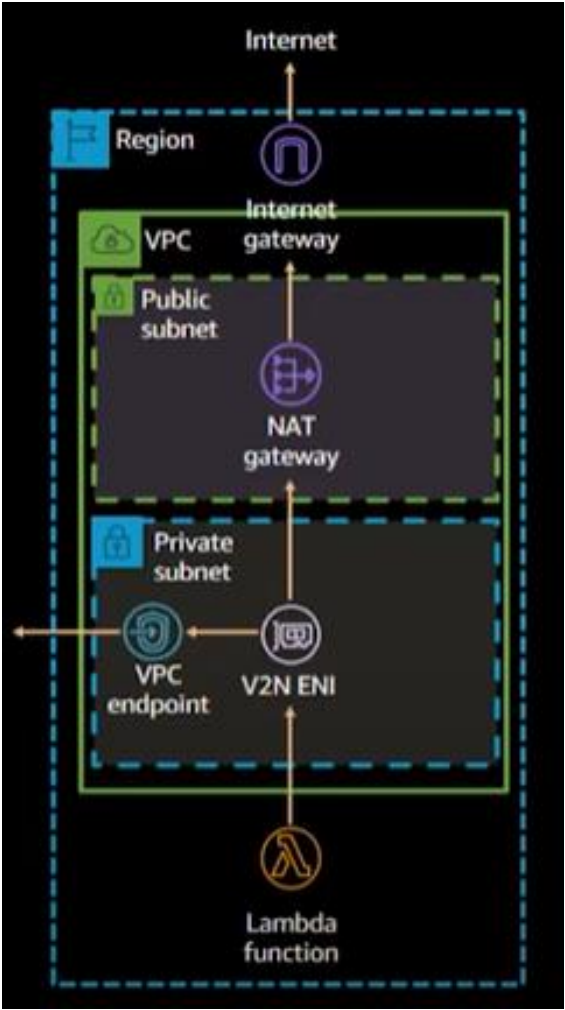 Internet
Region
Internet
gateway
VPC
Public
subnet
NAT
gateway
Private
subnet
VPC
endpoint
V2N ENI
Lambda
function